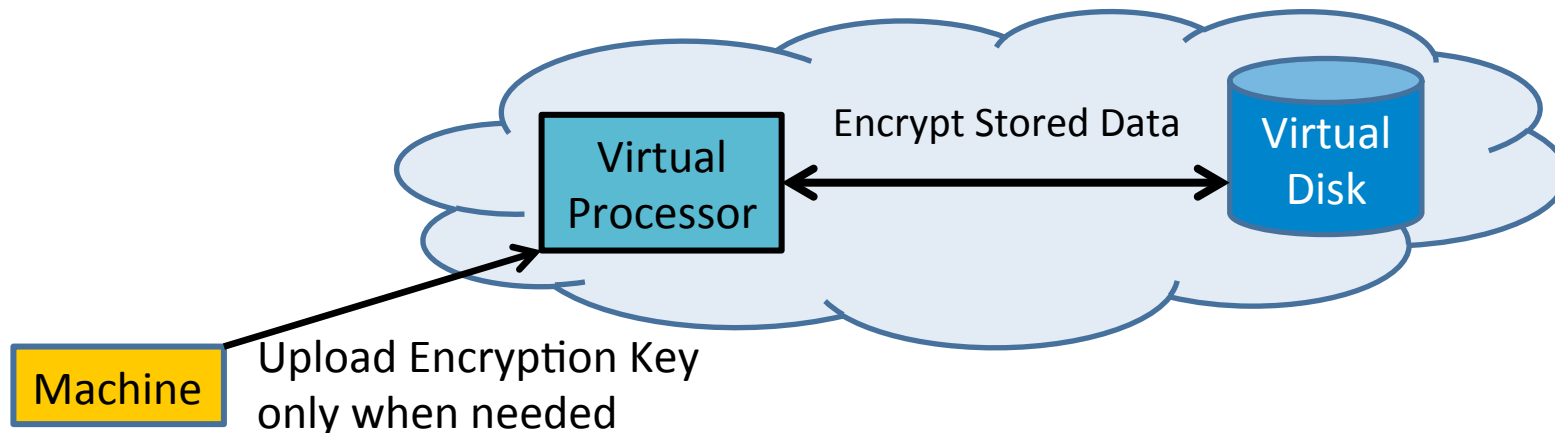 Encrypt Stored Data
Virtual
Disk
Virtual
Processor
Machine
Upload Encryption Key
only when needed